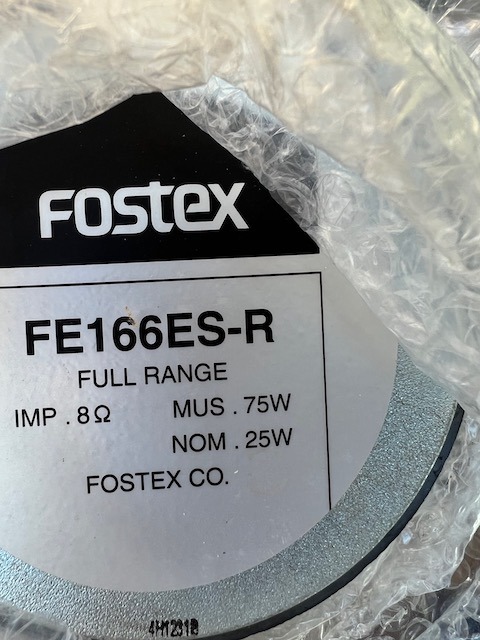 Fostex
FE166ES-R
FULL RANGE
IMP . 8Ω MUS . 75W
NOM . 25W
FOSTEX CO.